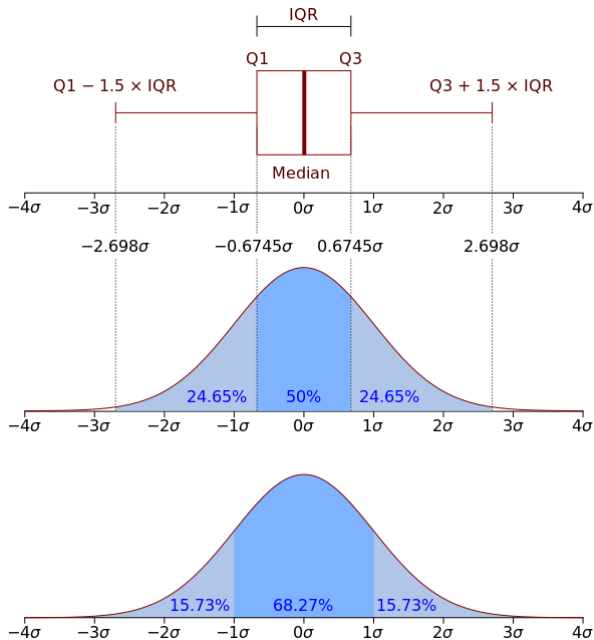 IQR
Q1 Q3
Q1 − 1.5 × IQR Q3 + 1.5 × IQR
Median
−4σ −3σ −2σ −1σ 0σ 1σ 2σ 3σ 4σ
−2.698σ −0.6745σ 0.6745σ 2.698σ
24.65% 50% 24.65%
−4σ −3σ −2σ −1σ 0σ 1σ 2σ 3σ 4σ
15.73% 68.27% 15.73%
−4σ −3σ −2σ −1σ 0σ 1σ 2σ 3σ 4σ